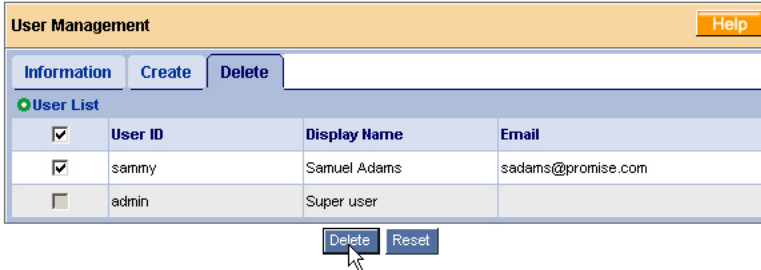 User Management Help
Information Create Delete
User List
User ID Display Name Email
sammy Samuel Adams sadams@promise.com
admin Super user
Delete Reset